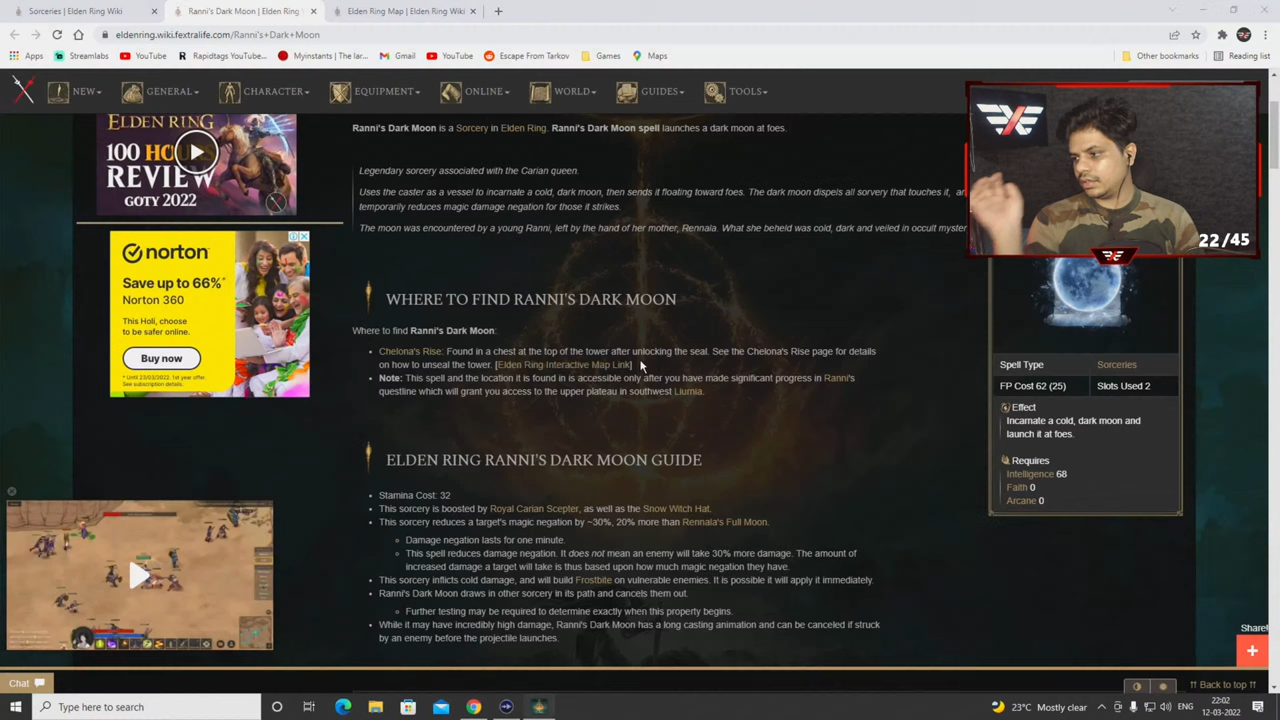 Sorceries | Elden Ring Wiki
Ranni's Dark Moon | Elden Ring
Elden Ring Map | Elden Ring Wiki
eldenring.wiki.fextralife.com/Ranni's+Dark+Moon
Apps
Streamlabs
YouTube
Rapidtags YouTube...
Myinstants | The lar...
Gmail
YouTube
Escape From Tarkov
Games
Maps
Other bookmarks
Reading list
NEW
GENERAL
CHARACTER
EQUIPMENT
ONLINE
WORLD
GUIDES
TOOLS
ELDEN RING
100 HOURS
REVIEW
GOTY 2022
Ranni's Dark Moon is a Sorcery in Elden Ring. Ranni's Dark Moon spell launches a dark moon at foes.
Legendary sorcery associated with the Carian queen.
Uses the caster as a vessel to incarnate a cold, dark moon, then sends it floating toward foes. The dark moon dispels all sorvery that touches it,
temporarily reduces magic damage negation for those it strikes.
The moon was encountered by a young Ranni, left by the hand of her mother, Rennala. What she beheld was cold, dark and veiled in occult myster
22/45
norton
Save up to 66%*
Norton 360
This Holi, choose
to be safer online.
Buy now
* Until 23/03/2022. 1st year offer.
See subscription details.
WHERE TO FIND RANNI'S DARK MOON
Where to find Ranni's Dark Moon:
Chelona's Rise: Found in a chest at the top of the tower after unlocking the seal. See the Chelona's Rise page for details
on how to unseal the tower. [Elden Ring Interactive Map Link]
Note: This spell and the location it is found in is accessible only after you have made significant progress in Ranni's
questline which will grant you access to the upper plateau in southwest Liurnia.
Spell Type
Sorceries
FP Cost 62 (25)
Slots Used 2
Effect
Incarnate a cold, dark moon and
launch it at foes.
Requires
Intelligence 68
Faith 0
Arcane 0
ELDEN RING RANNI'S DARK MOON GUIDE
Stamina Cost: 32
This sorcery is boosted by Royal Carian Scepter, as well as the Snow Witch Hat.
This sorcery reduces a target's magic negation by ~30%, 20% more than Rennala's Full Moon.
Damage negation lasts for one minute.
This spell reduces damage negation. It does not mean an enemy will take 30% more damage. The amount of
increased damage a target will take is thus based upon how much magic negation they have.
This sorcery inflicts cold damage, and will build Frostbite on vulnerable enemies. It is possible it will apply it immediately.
Ranni's Dark Moon draws in other sorcery in its path and cancels them out.
Further testing may be required to determine exactly when this property begins.
While it may have incredibly high damage, Ranni's Dark Moon has a long casting animation and can be canceled if struck
by an enemy before the projectile launches.
Share!
Chat
Back to top
Type here to search
23°C Mostly clear
ENG
22:02
12-03-2022